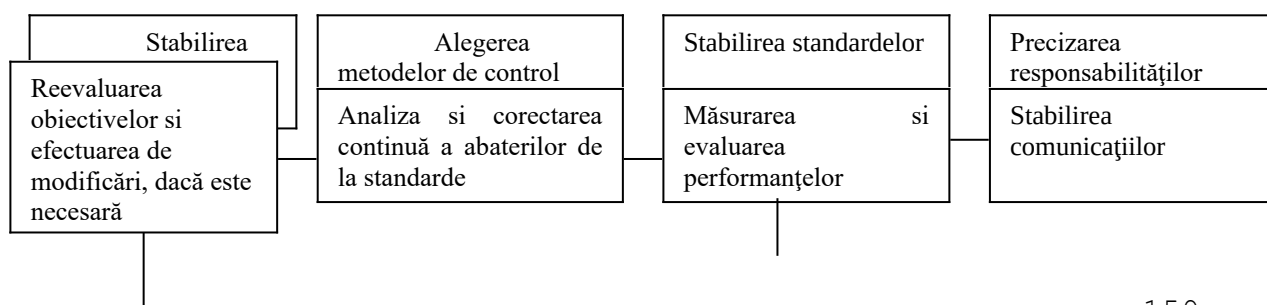 Stabilirea
Alegerea
metodelor de control
Stabilirea standardelor
Precizarea
responsabilităţilor
Reevaluarea
obiectivelor si
efectuarea de
modificări, dacă este
necesară
Analiza si corectarea
continuă a abaterilor de
la standarde
Măsurarea si
evaluarea
performanţelor
Stabilirea
comunicaţiilor